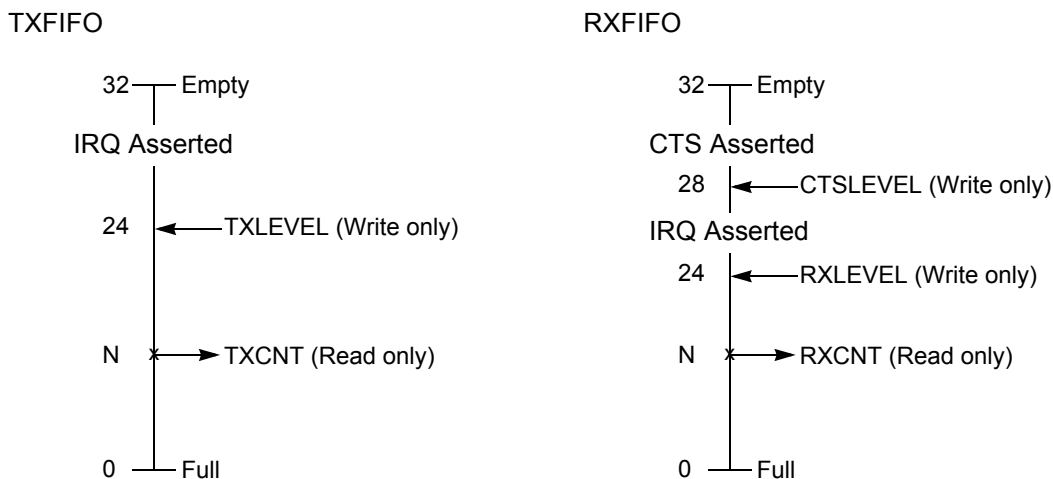 TXFIFO
32 Empty
IRQ Asserted
24 TXLEVEL (Write only)
N x TXCNT (Read only)
0 Full
RXFIFO
32 Empty
CTS Asserted
28 CTSLEVEL (Write only)
IRQ Asserted
24 RXLEVEL (Write only)
N x RXCNT (Read only)
0 Full